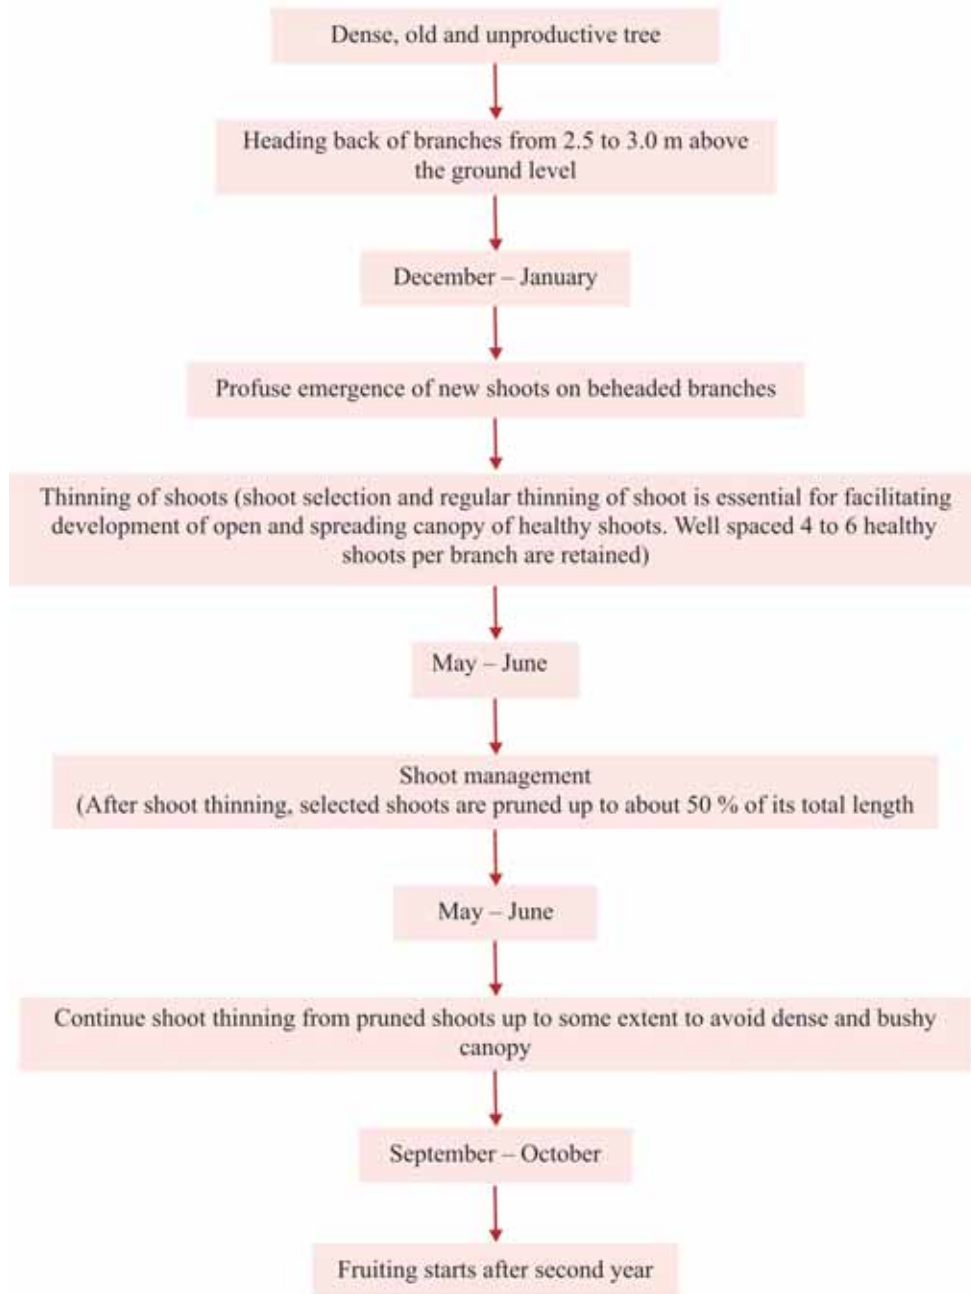 Dense, old and unproductive tree
Heading back of branches from 2.5 to 3.0 m above
the ground level
December – January
Profuse emergence of new shoots on beheaded branches
Thinning of shoots (shoot selection and regular thinning of shoot is essential for facilitating
development of open and spreading canopy of healthy shoots. Well spaced 4 to 6 healthy
shoots per branch are retained)
May – June
Shoot management
(After shoot thinning, selected shoots are pruned up to about 50 % of its total length
May – June
Continue shoot thinning from pruned shoots up to some extent to avoid dense and bushy
canopy
September – October
Fruiting starts after second year